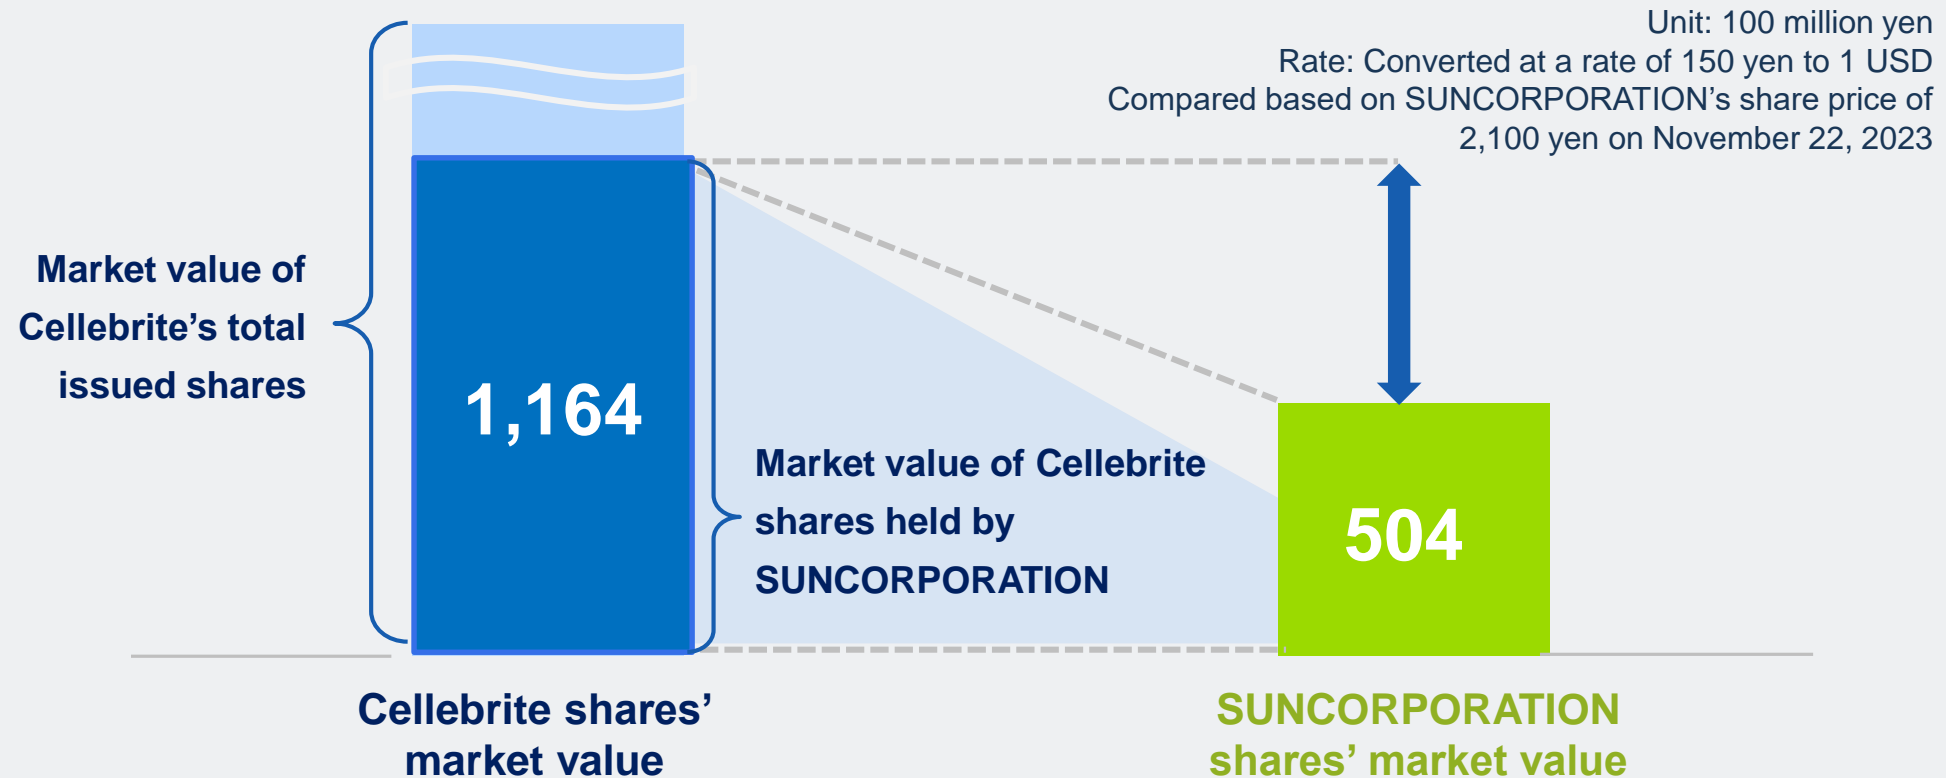 Unit: 100 million yen
Rate: Converted at a rate of 150 yen to 1 USD
Compared based on SUNCORPORATION’s share price of
2,100 yen on November 22, 2023
Market value of
Cellebrite’s total
issued shares
1,164
Market value of Cellebrite
shares held by
SUNCORPORATION
504
Cellebrite shares’
market value
SUNCORPORATION
shares’ market value